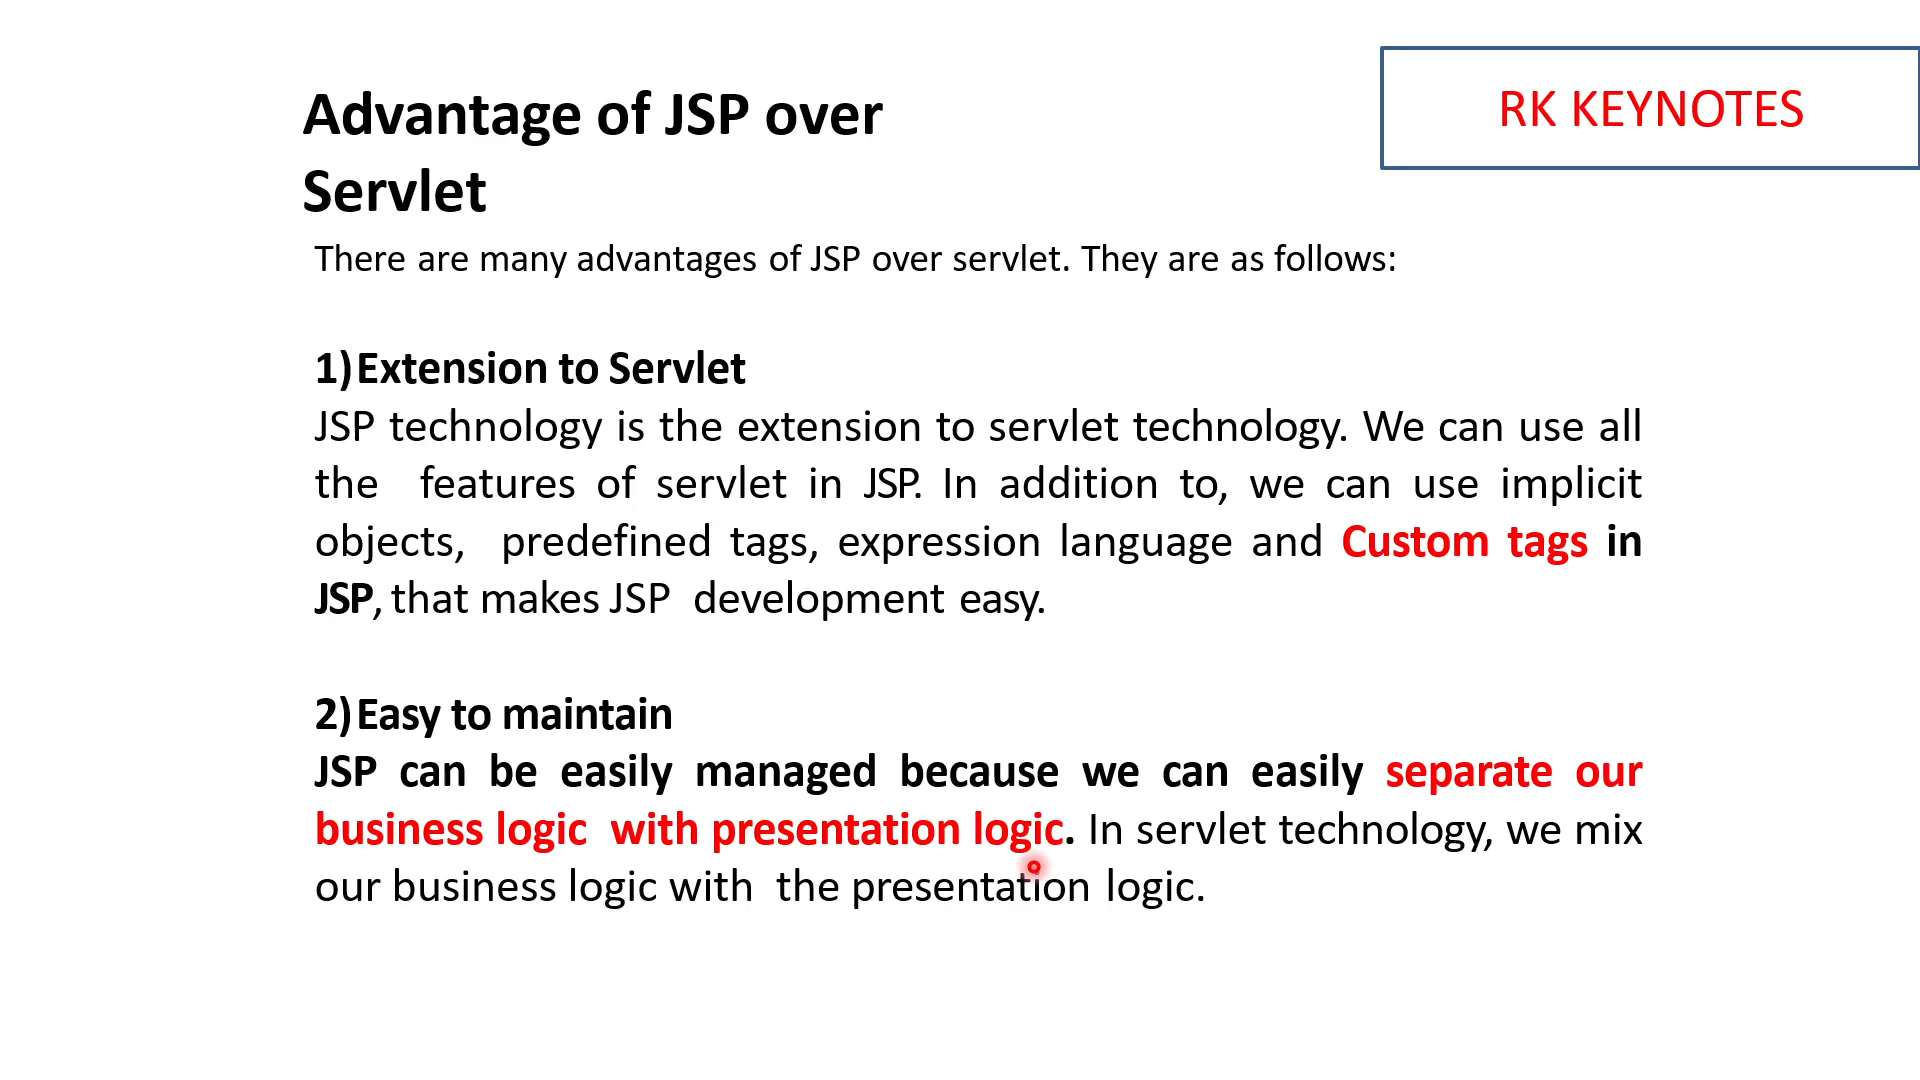 RK KEYNOTES
Advantage of JSP over
Servlet
There are many advantages of JSP over servlet. They are as follows:
1) Extension to Servlet
JSP technology is the extension to servlet technology. We can use all
the features of servlet in JSP. In addition to, we can use implicit
objects, predefined tags, expression language and Custom tags in
JSP, that makes JSP development easy.
2) Easy to maintain
JSP can be easily managed because we can easily separate our
business logic with presentation logic. In servlet technology, we mix
our business logic with the presentation logic.